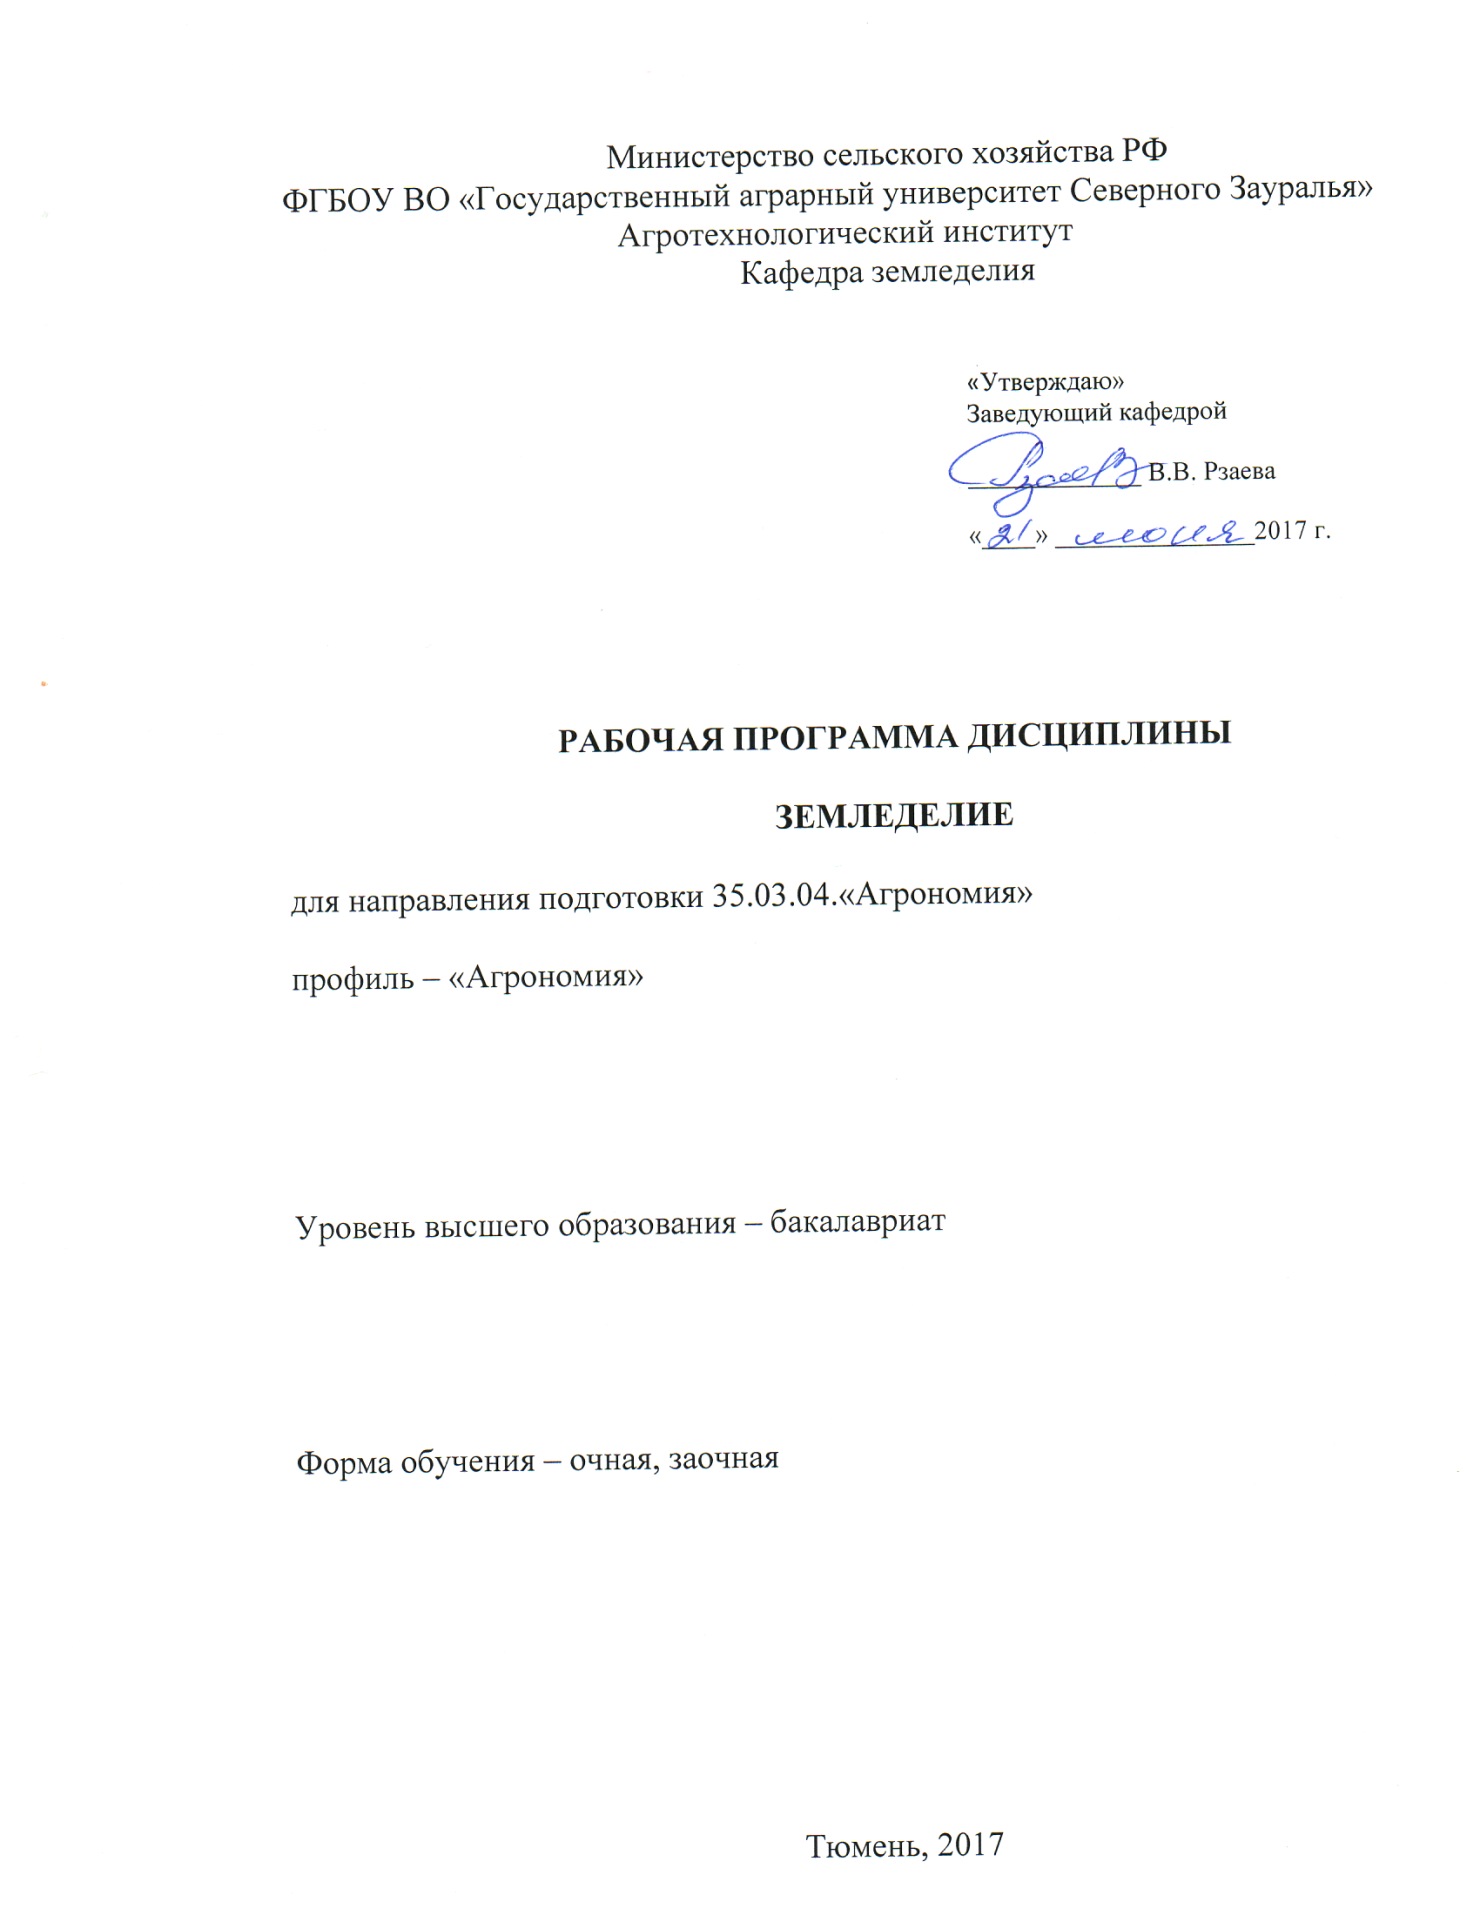 Министерство сельского хозяйства РФ
ФГБОУ ВО «Государственный аграрный университет Северного Зауралья»
Агротехнологический институт
Кафедра земледелия
«Утверждаю»
Заведующий кафедрой
РзаеВ В.В. Рзаева
«21» июня 2017 г.
РАБОЧАЯ ПРОГРАММА ДИСЦИПЛИНЫ
ЗЕМЛЕДЕЛИЕ
для направления подготовки 35.03.04.«Агрономия»
профиль – «Агрономия»
Уровень высшего образования – бакалавриат
Форма обучения – очная, заочная
Тюмень, 2017